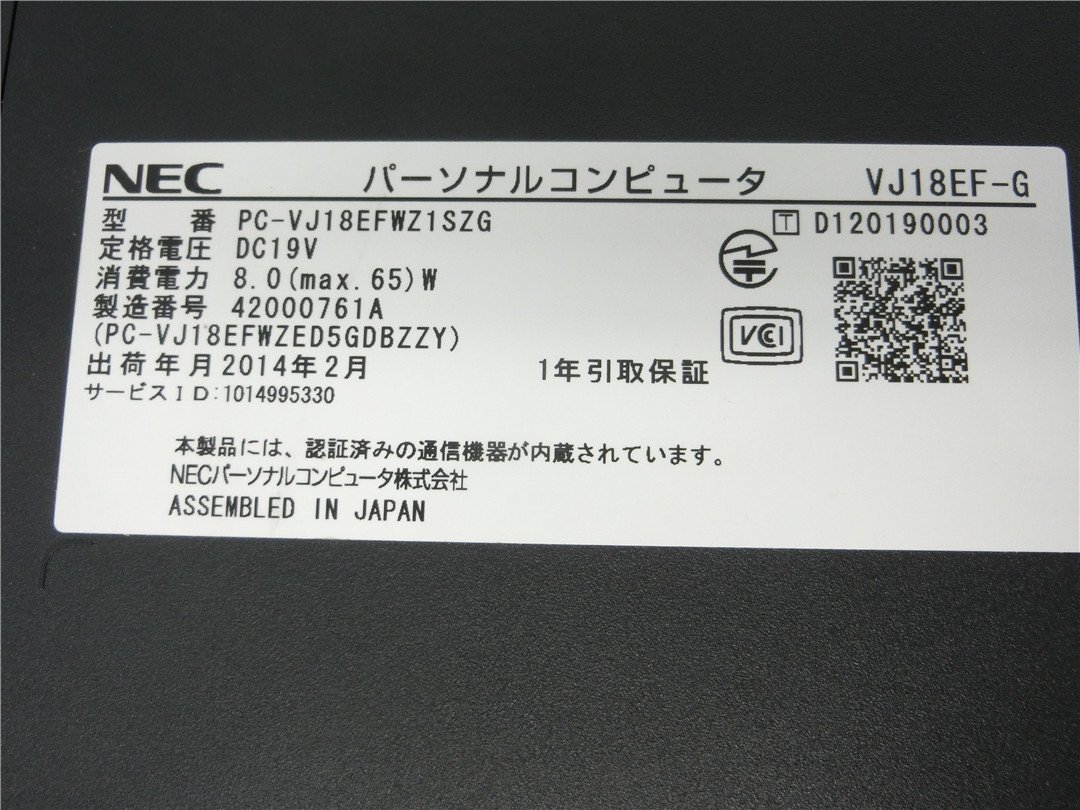 NEC パーソナルコンピュータ VJ18EF-G
型 番 PC-VJ18EFWZ1SZG
T D120190003
定格電圧 DC19V
消費電力 8.0(max.65)W
製造番号 42000761A
(PC-VJ18EFWZED5GDBZZY)
VCI
出荷年月 2014年2月
1年引取保証
サービスID:1014995330
本製品には、認証済みの通信機器が内蔵されています。
NECパーソナルコンピュータ株式会社
ASSEMBLED IN JAPAN